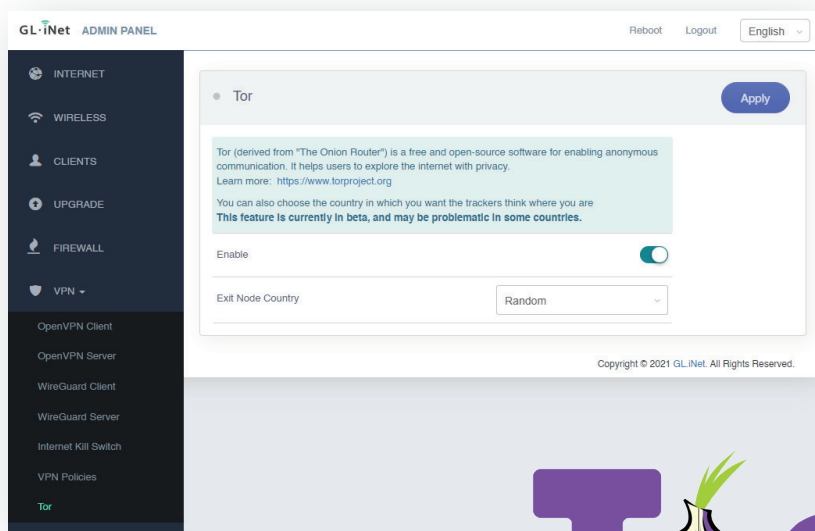 GL·iNet ADMIN PANEL
Reboot Logout English
INTERNET
WIRELESS
CLIENTS
UPGRADE
FIREWALL
VPN
OpenVPN Client
OpenVPN Server
WireGuard Client
WireGuard Server
Internet Kill Switch
VPN Policies
Tor
Tor
Apply
Tor (derived from "The Onion Router") is a free and open-source software for enabling anonymous
communication. It helps users to explore the internet with privacy.
Learn more: https://www.torproject.org
You can also choose the country in which you want the trackers think where you are
This feature is currently in beta, and may be problematic in some countries.
Enable
Exit Node Country Random
Copyright © 2021 GL.iNet. All Rights Reserved.